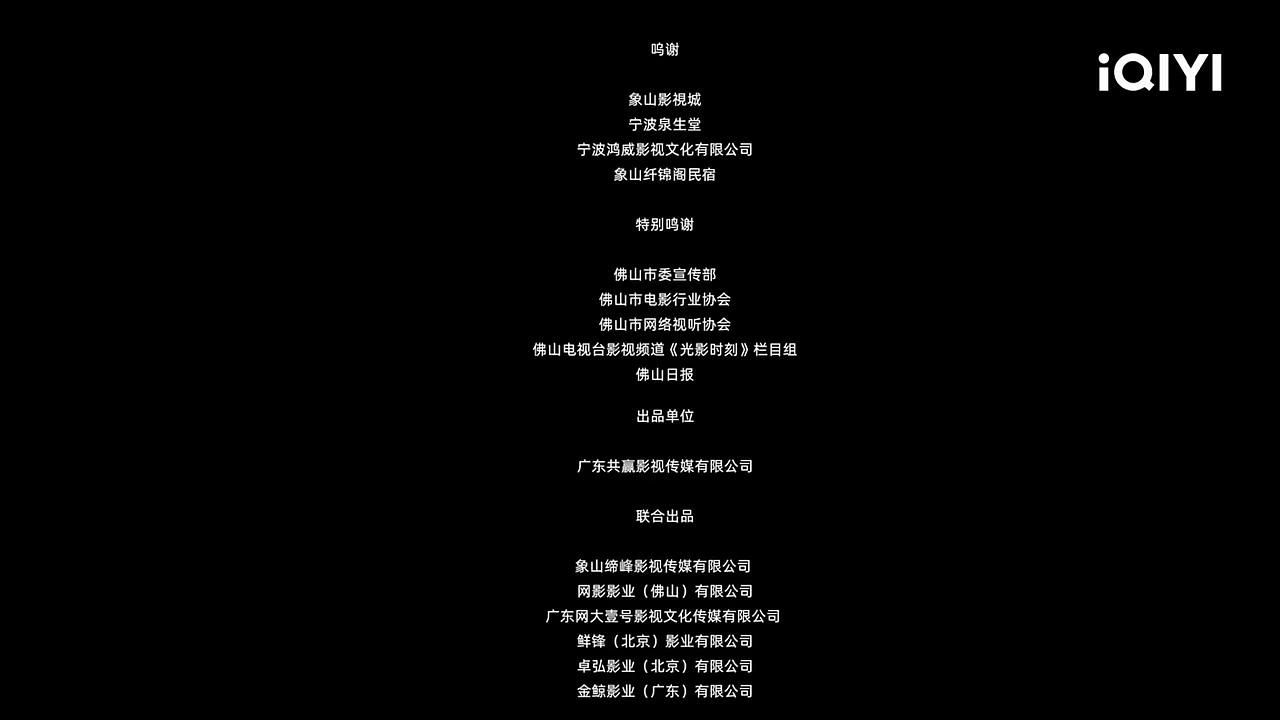 鸣谢
iQIYI
象山影視城
宁波泉生堂
宁波鸿威影视文化有限公司
象山纤锦阁民宿
特别鸣谢
佛山市委宣传部
佛山市电影行业协会
佛山市网络视听协会
佛山电视台影视频道《光影时刻》栏目组
佛山日报
出品单位
广东共赢影视传媒有限公司
联合出品
象山缔峰影视传媒有限公司
网影影业（佛山）有限公司
广东网大壹号影视文化传媒有限公司
鲜锋（北京）影业有限公司
卓弘影业（北京）有限公司
金鲸影业（广东）有限公司